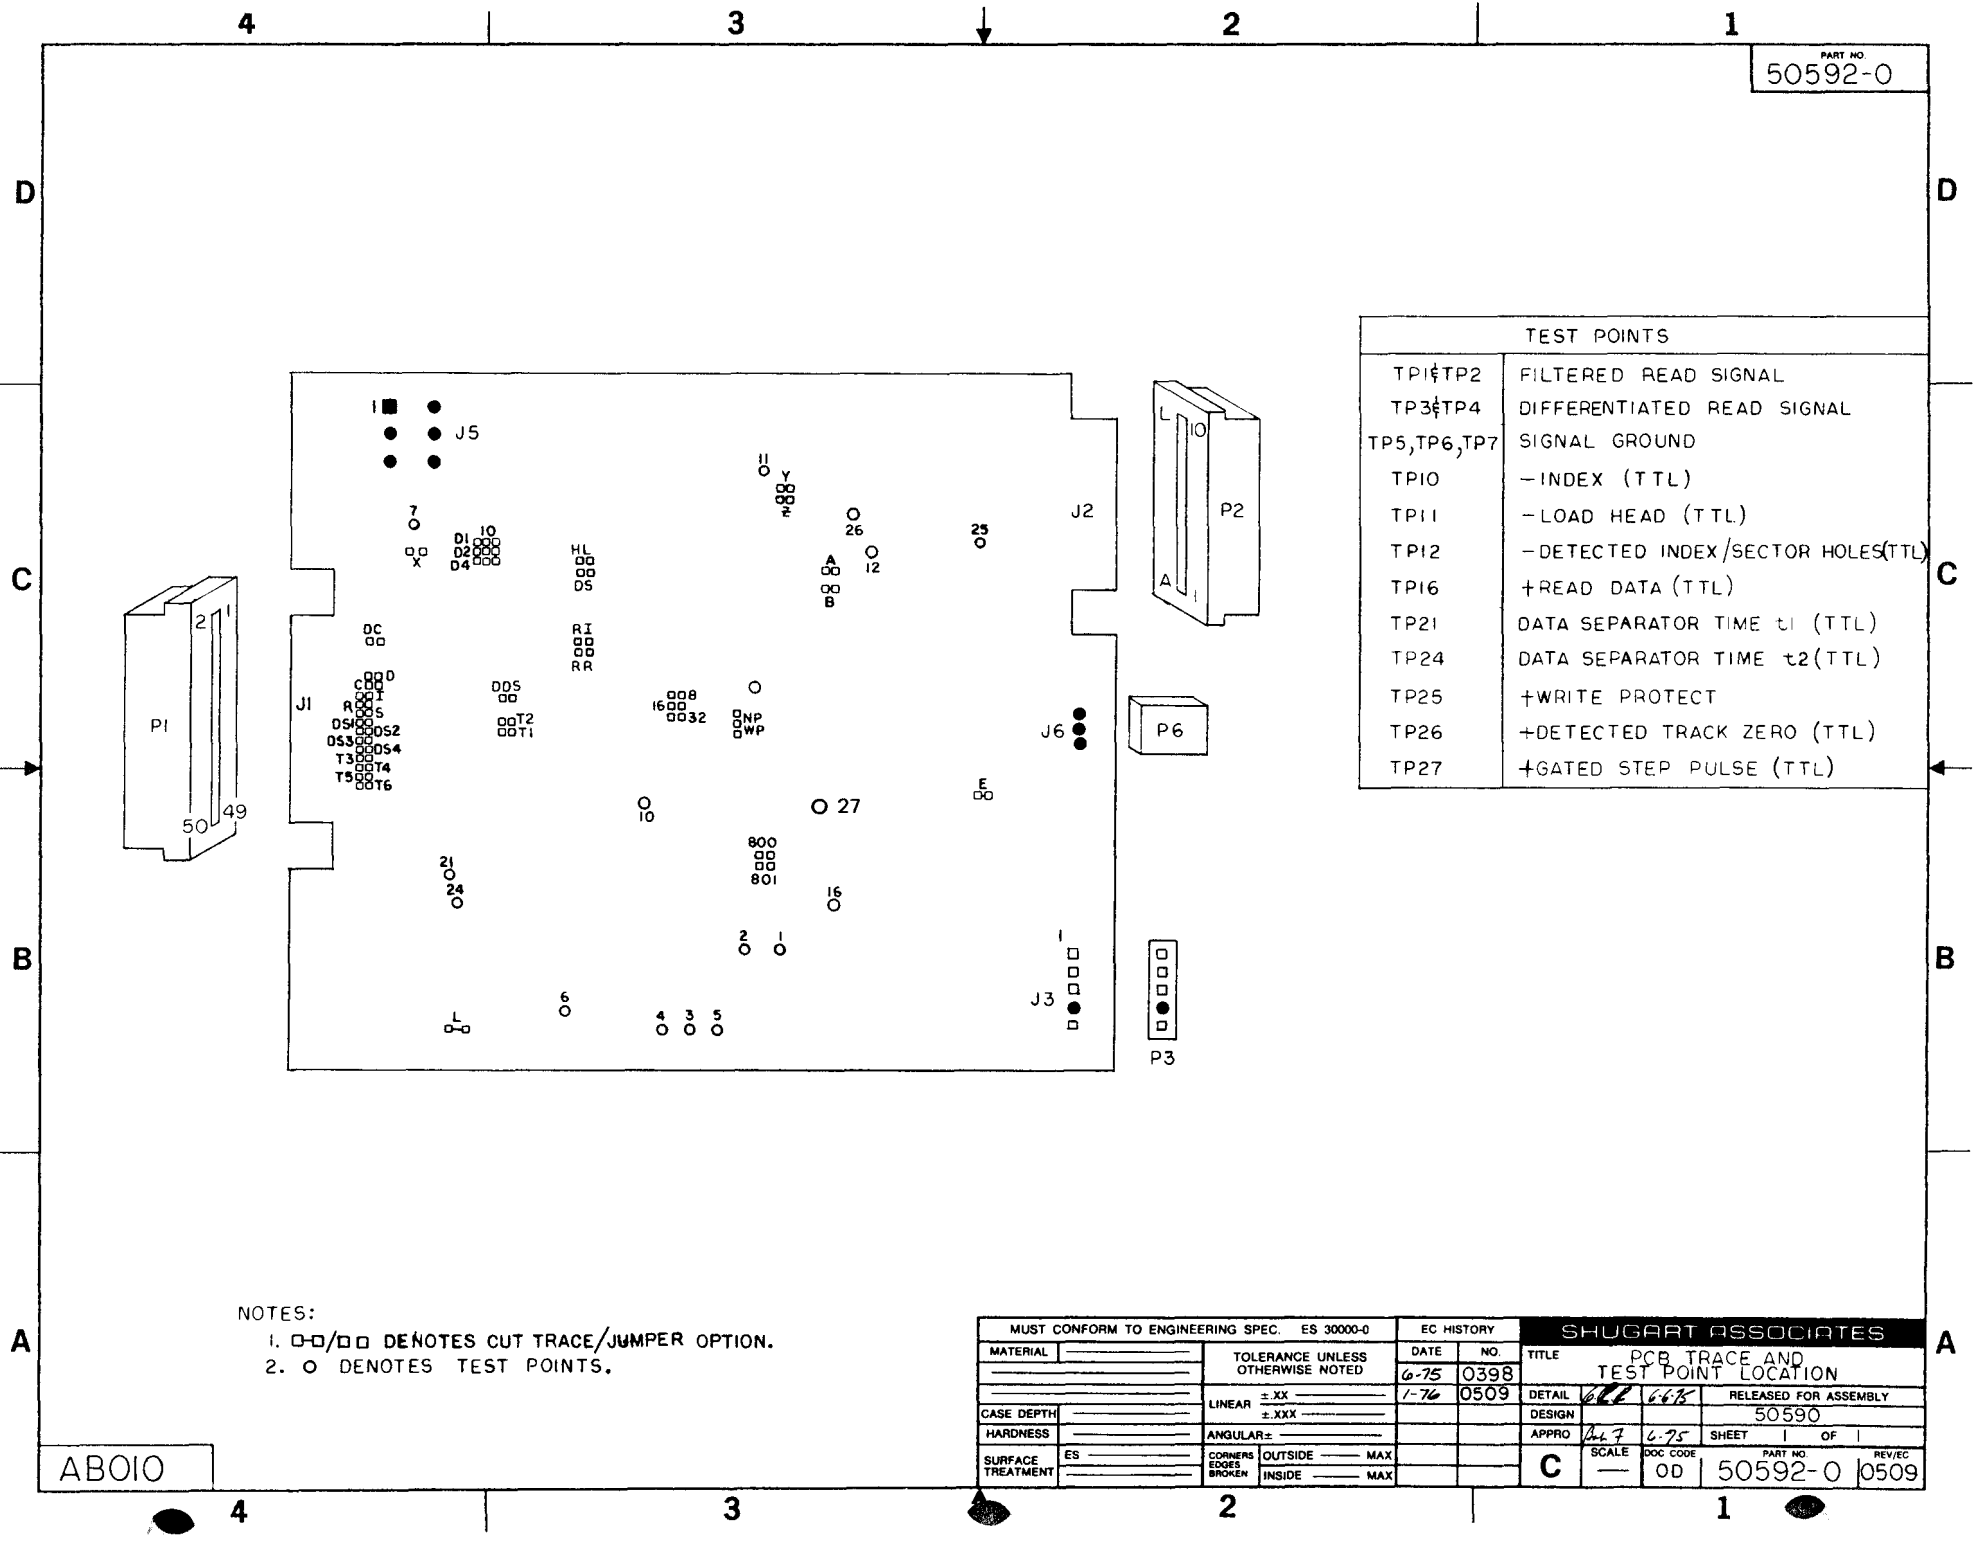 4 3 2 1
PART NO.
50592-0
D D
TEST POINTS
TP1&TP2 FILTERED READ SIGNAL
TP3&TP4 DIFFERENTIATED READ SIGNAL
TP5,TP6,TP7 SIGNAL GROUND
TP10 -INDEX (TTL)
TP11 -LOAD HEAD (TTL)
TP12 -DETECTED INDEX/SECTOR HOLES(TTL)
TP16 +READ DATA (TTL)
TP21 DATA SEPARATOR TIME t1 (TTL)
TP24 DATA SEPARATOR TIME t2 (TTL)
TP25 +WRITE PROTECT
TP26 +DETECTED TRACK ZERO (TTL)
TP27 +GATED STEP PULSE (TTL)
C C
1
J5
11
Y
Z
7
X
D1 10
D2
D4
HL
DS
26
12
25
A
B
J2
L 10
A 1
P2
2 1
P1
50 49
J1
DC
D
C
I
R
S
DS1
DS2
DS3
DS4
T3
T4
T5
T6
RI
RR
DDS
T2
T1
8
16
32
NP
WP
J6
P6
E
10
27
800
801
21
24
16
2 1
6
4 3 5
L
1
J3
P3
B B
NOTES:
1. / DENOTES CUT TRACE/JUMPER OPTION.
2. O DENOTES TEST POINTS.
A A
AB010
MUST CONFORM TO ENGINEERING SPEC. ES 30000-0
MATERIAL
TOLERANCE UNLESS
OTHERWISE NOTED
LINEAR ±.XX
±.XXX
CASE DEPTH
HARDNESS
ANGULAR±
SURFACE
TREATMENT
ES
CORNERS
EDGES
BROKEN
OUTSIDE MAX
INSIDE MAX
EC HISTORY
DATE NO.
6-75 0398
1-76 0509
SHUGART ASSOCIATES
TITLE PCB TRACE AND
TEST POINT LOCATION
DETAIL 6-6-75 RELEASED FOR ASSEMBLY
DESIGN 50590
APPRO 6-75 SHEET 1 OF 1
C
SCALE
DOC CODE
OD
PART NO.
50592-0
REV/EC
0509
4 3 2 1